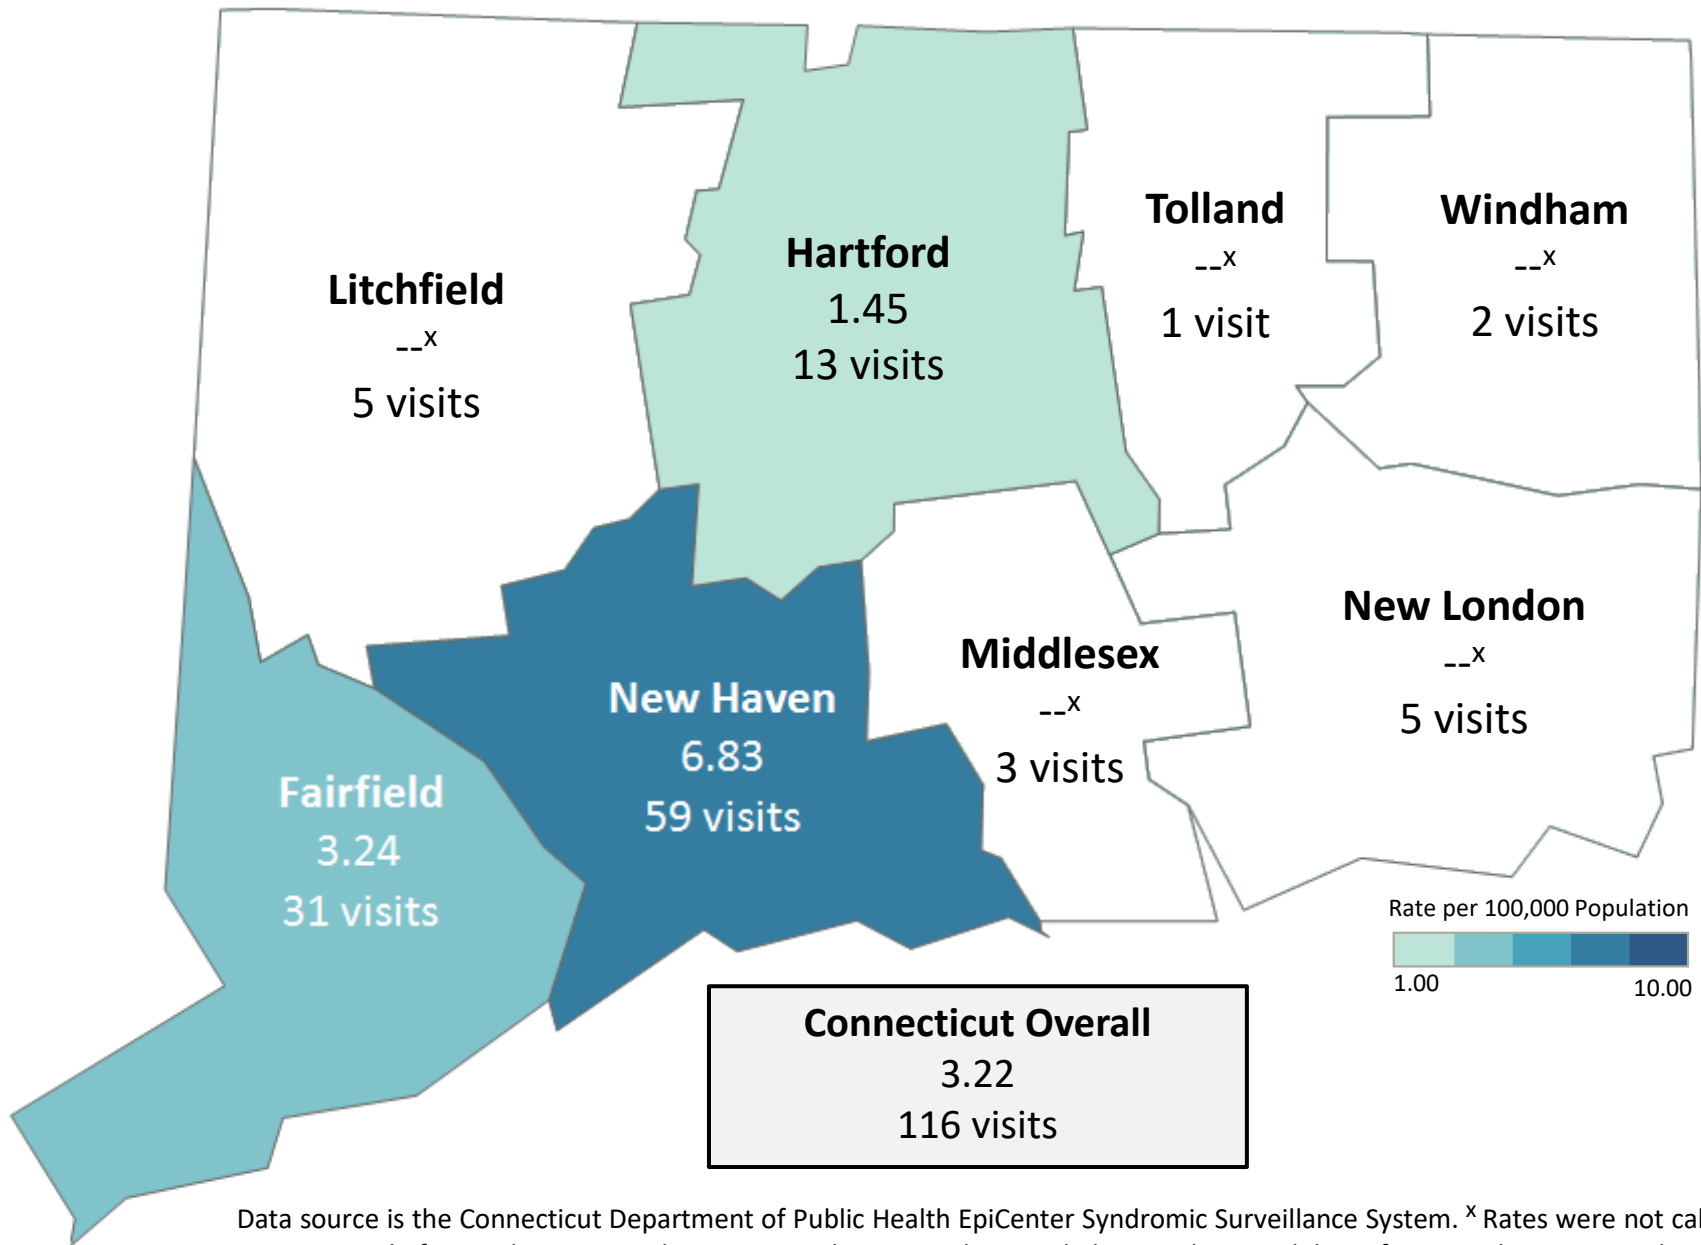 Litchfield
--x
5 visits
Hartford
1.45
13 visits
Tolland
--x
1 visit
Windham
--x
2 visits
Fairfield
3.24
31 visits
New Haven
6.83
59 visits
Middlesex
--x
3 visits
New London
--x
5 visits
Rate per 100,000 Population
1.00 10.00
Connecticut Overall
3.22
116 visits
Data source is the Connecticut Department of Public Health EpiCenter Syndromic Surveillance System. x Rates were not